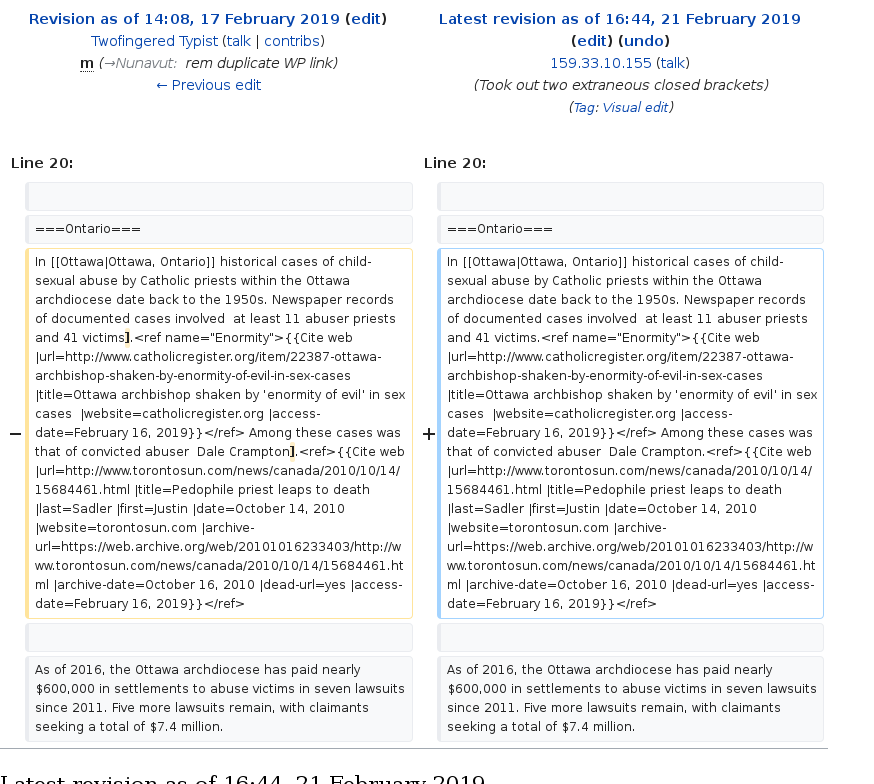 Revision as of 14:08, 17 February 2019 (edit)
Twofingered Typist (talk | contribs)
m (→Nunavut: rem duplicate WP link)
← Previous edit
Latest revision as of 16:44, 21 February 2019
(edit) (undo)
159.33.10.155 (talk)
(Took out two extraneous closed brackets)
(Tag: Visual edit)
Line 20:
===Ontario===
−
In [[Ottawa|Ottawa, Ontario]] historical cases of child-
sexual abuse by Catholic priests within the Ottawa
archdiocese date back to the 1950s. Newspaper records
of documented cases involved  at least 11 abuser priests
and 41 victims].<ref name="Enormity">{{Cite web
|url=http://www.catholicregister.org/item/22387-ottawa-
archbishop-shaken-by-enormity-of-evil-in-sex-cases
|title=Ottawa archbishop shaken by 'enormity of evil' in sex
cases  |website=catholicregister.org |access-
date=February 16, 2019}}</ref> Among these cases was
that of convicted abuser  Dale Crampton].<ref>{{Cite web
|url=http://www.torontosun.com/news/canada/2010/10/14/
15684461.html |title=Pedophile priest leaps to death
|last=Sadler |first=Justin |date=October 14, 2010
|website=torontosun.com |archive-
url=https://web.archive.org/web/20101016233403/http://w
ww.torontosun.com/news/canada/2010/10/14/15684461.ht
ml |archive-date=October 16, 2010 |dead-url=yes |access-
date=February 16, 2019}}</ref>
As of 2016, the Ottawa archdiocese has paid nearly
$600,000 in settlements to abuse victims in seven lawsuits
since 2011. Five more lawsuits remain, with claimants
seeking a total of $7.4 million.
Line 20:
===Ontario===
+
In [[Ottawa|Ottawa, Ontario]] historical cases of child-
sexual abuse by Catholic priests within the Ottawa
archdiocese date back to the 1950s. Newspaper records
of documented cases involved  at least 11 abuser priests
and 41 victims.<ref name="Enormity">{{Cite web
|url=http://www.catholicregister.org/item/22387-ottawa-
archbishop-shaken-by-enormity-of-evil-in-sex-cases
|title=Ottawa archbishop shaken by 'enormity of evil' in sex
cases  |website=catholicregister.org |access-
date=February 16, 2019}}</ref> Among these cases was
that of convicted abuser  Dale Crampton.<ref>{{Cite web
|url=http://www.torontosun.com/news/canada/2010/10/14/
15684461.html |title=Pedophile priest leaps to death
|last=Sadler |first=Justin |date=October 14, 2010
|website=torontosun.com |archive-
url=https://web.archive.org/web/20101016233403/http://w
ww.torontosun.com/news/canada/2010/10/14/15684461.ht
ml |archive-date=October 16, 2010 |dead-url=yes |access-
date=February 16, 2019}}</ref>
As of 2016, the Ottawa archdiocese has paid nearly
$600,000 in settlements to abuse victims in seven lawsuits
since 2011. Five more lawsuits remain, with claimants
seeking a total of $7.4 million.
Latest revision as of 16:44, 21 February 2019